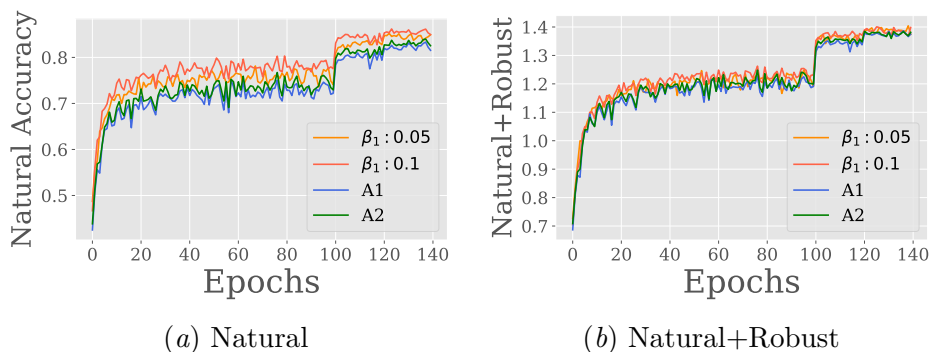 Natural Accuracy
0.8
0.7
0.6
0.5
0 20 40 60 80 100 120 140
Epochs
β₁ : 0.05
β₁ : 0.1
A1
A2
(a) Natural
Natural+Robust
1.4
1.3
1.2
1.1
1.0
0.9
0.8
0.7
0 20 40 60 80 100 120 140
Epochs
β₁ : 0.05
β₁ : 0.1
A1
A2
(b) Natural+Robust